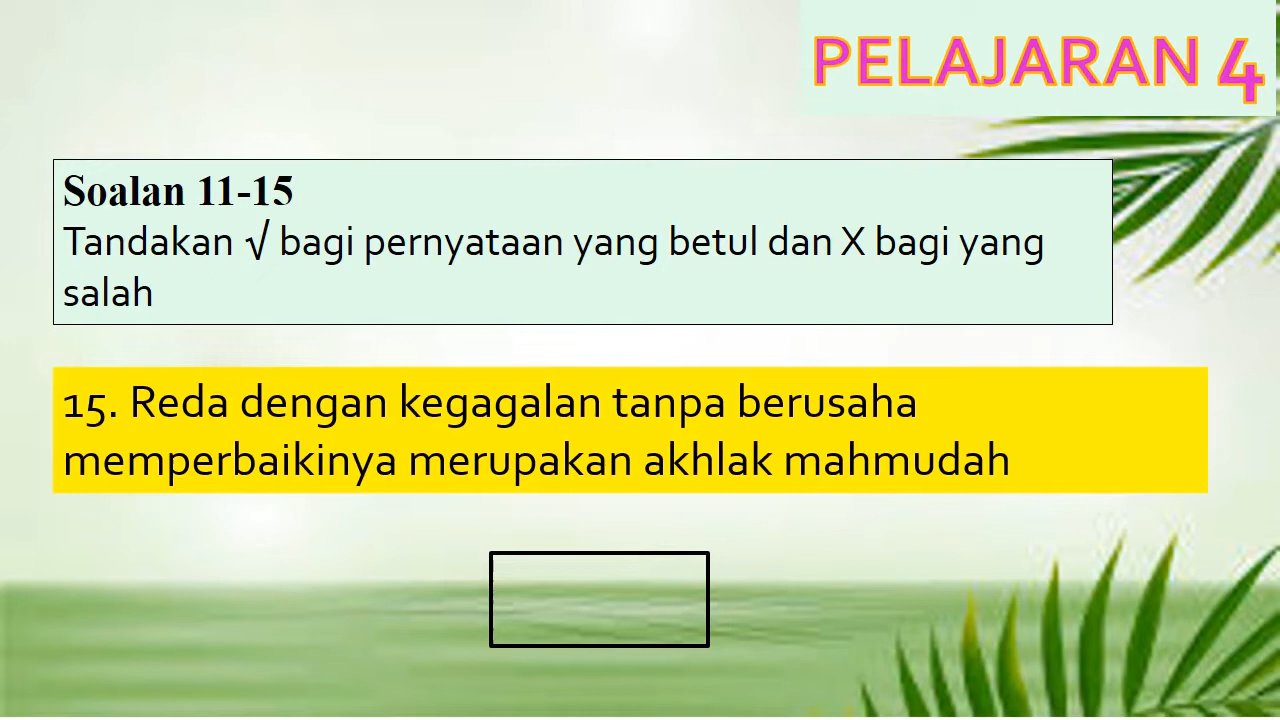 PELAJARAN 4
Soalan 11-15
Tandakan √ bagi pernyataan yang betul dan X bagi yang
salah
15. Reda dengan kegagalan tanpa berusaha
memperbaikinya merupakan akhlak mahmudah